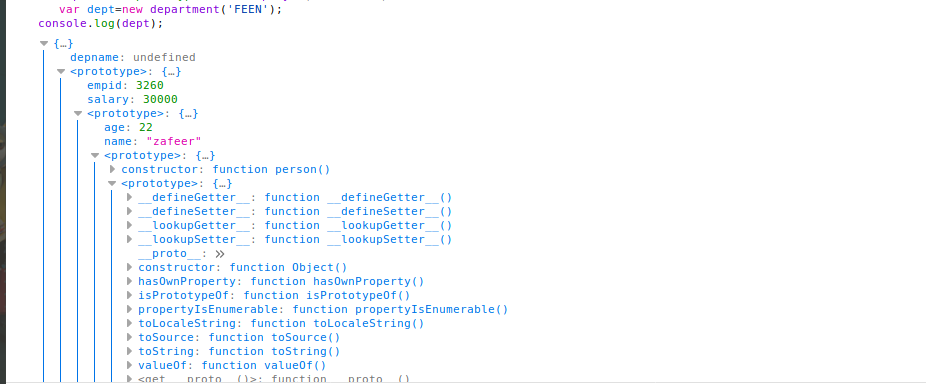 var dept=new department('FEEN');
console.log(dept);
{…}
depname: undefined
<prototype>: {…}
empid: 3260
salary: 30000
<prototype>: {…}
age: 22
name: "zafeer"
<prototype>: {…}
constructor: function person()
<prototype>: {…}
__defineGetter__: function __defineGetter__()
__defineSetter__: function __defineSetter__()
__lookupGetter__: function __lookupGetter__()
__lookupSetter__: function __lookupSetter__()
__proto__: »
constructor: function Object()
hasOwnProperty: function hasOwnProperty()
isPrototypeOf: function isPrototypeOf()
propertyIsEnumerable: function propertyIsEnumerable()
toLocaleString: function toLocaleString()
toSource: function toSource()
toString: function toString()
valueOf: function valueOf()
<get __proto__()>: function __proto__()